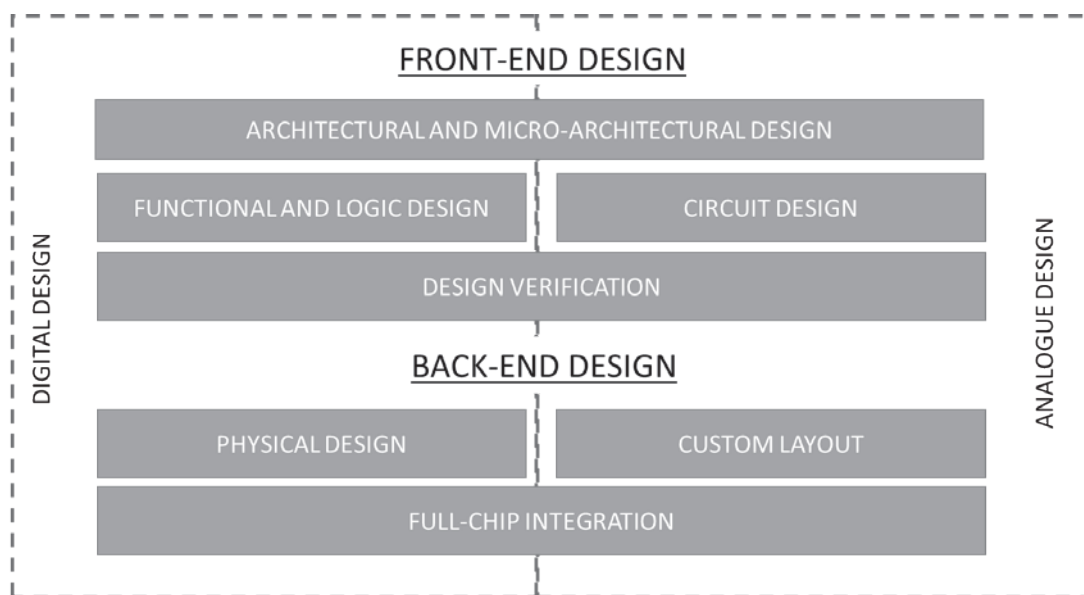 FRONT-END DESIGN
ARCHITECTURAL AND MICRO-ARCHITECTURAL DESIGN
FUNCTIONAL AND LOGIC DESIGN
CIRCUIT DESIGN
DESIGN VERIFICATION
DIGITAL DESIGN
ANALOGUE DESIGN
BACK-END DESIGN
PHYSICAL DESIGN
CUSTOM LAYOUT
FULL-CHIP INTEGRATION